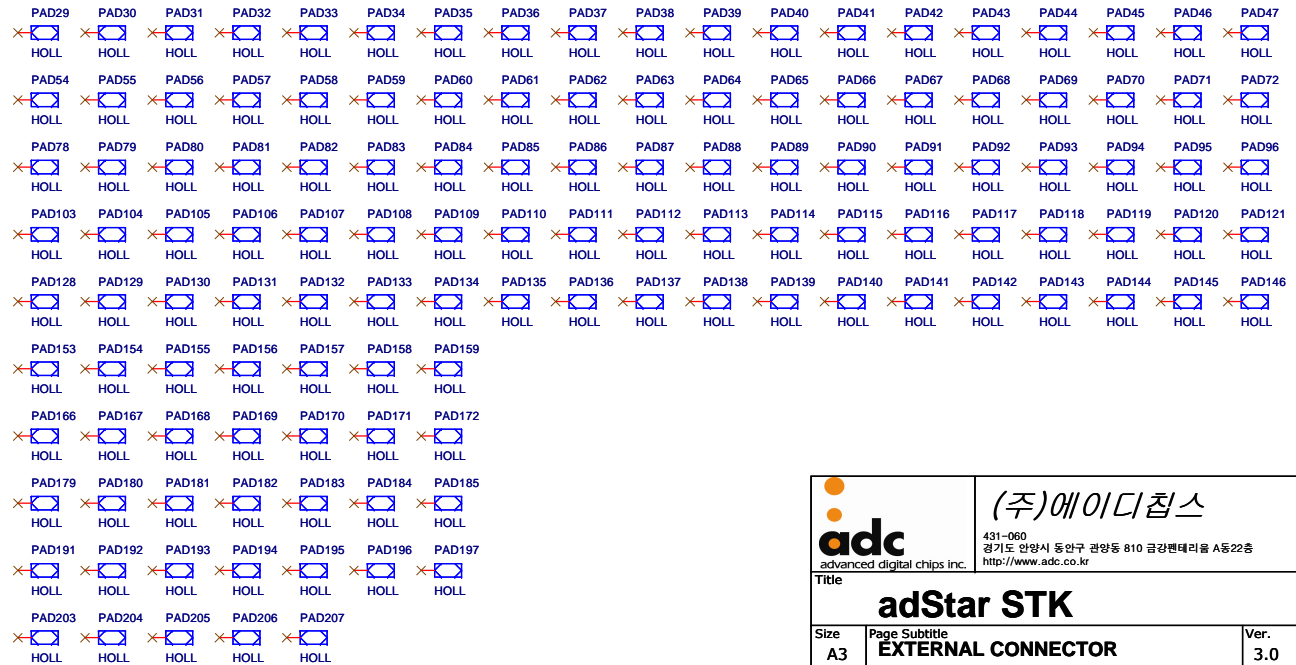 PAD29 PAD30 PAD31 PAD32 PAD33 PAD34 PAD35 PAD36 PAD37 PAD38 PAD39 PAD40 PAD41 PAD42 PAD43 PAD44 PAD45 PAD46 PAD47
HOLL HOLL HOLL HOLL HOLL HOLL HOLL HOLL HOLL HOLL HOLL HOLL HOLL HOLL HOLL HOLL HOLL HOLL HOLL
PAD54 PAD55 PAD56 PAD57 PAD58 PAD59 PAD60 PAD61 PAD62 PAD63 PAD64 PAD65 PAD66 PAD67 PAD68 PAD69 PAD70 PAD71 PAD72
HOLL HOLL HOLL HOLL HOLL HOLL HOLL HOLL HOLL HOLL HOLL HOLL HOLL HOLL HOLL HOLL HOLL HOLL HOLL
PAD78 PAD79 PAD80 PAD81 PAD82 PAD83 PAD84 PAD85 PAD86 PAD87 PAD88 PAD89 PAD90 PAD91 PAD92 PAD93 PAD94 PAD95 PAD96
HOLL HOLL HOLL HOLL HOLL HOLL HOLL HOLL HOLL HOLL HOLL HOLL HOLL HOLL HOLL HOLL HOLL HOLL HOLL
PAD103 PAD104 PAD105 PAD106 PAD107 PAD108 PAD109 PAD110 PAD111 PAD112 PAD113 PAD114 PAD115 PAD116 PAD117 PAD118 PAD119 PAD120 PAD121
HOLL HOLL HOLL HOLL HOLL HOLL HOLL HOLL HOLL HOLL HOLL HOLL HOLL HOLL HOLL HOLL HOLL HOLL HOLL
PAD128 PAD129 PAD130 PAD131 PAD132 PAD133 PAD134 PAD135 PAD136 PAD137 PAD138 PAD139 PAD140 PAD141 PAD142 PAD143 PAD144 PAD145 PAD146
HOLL HOLL HOLL HOLL HOLL HOLL HOLL HOLL HOLL HOLL HOLL HOLL HOLL HOLL HOLL HOLL HOLL HOLL HOLL
PAD153 PAD154 PAD155 PAD156 PAD157 PAD158 PAD159
HOLL HOLL HOLL HOLL HOLL HOLL HOLL
PAD166 PAD167 PAD168 PAD169 PAD170 PAD171 PAD172
HOLL HOLL HOLL HOLL HOLL HOLL HOLL
PAD179 PAD180 PAD181 PAD182 PAD183 PAD184 PAD185
HOLL HOLL HOLL HOLL HOLL HOLL HOLL
PAD191 PAD192 PAD193 PAD194 PAD195 PAD196 PAD197
HOLL HOLL HOLL HOLL HOLL HOLL HOLL
PAD203 PAD204 PAD205 PAD206 PAD207
HOLL HOLL HOLL HOLL HOLL
adc
advanced digital chips inc.
(주)에이디칩스
431-060
경기도 안양시 동안구 관양동 810 금강펜테리움 A동22층
http://www.adc.co.kr
Title
adStar STK
Size
A3
Page Subtitle
EXTERNAL CONNECTOR
Ver.
3.0